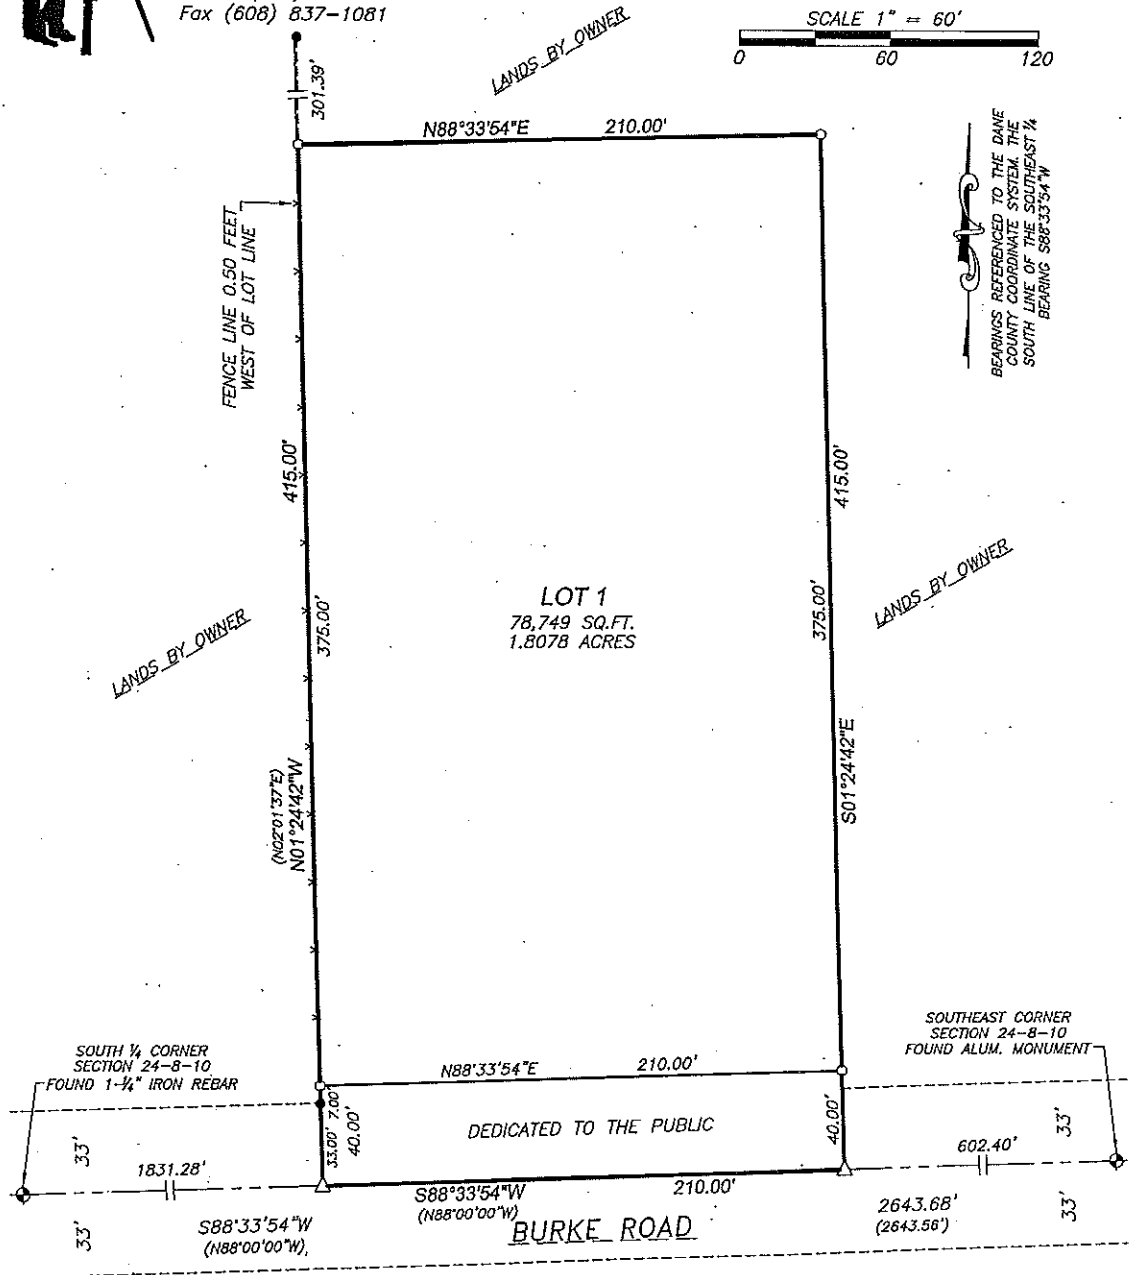 Fax (608) 837-1081
SCALE 1" = 60'
0 60 120
LANDS BY OWNER
301.39'
N88°33'54"E 210.00'
BEARINGS REFERENCED TO THE DANE
COUNTY COORDINATE SYSTEM. THE
SOUTH LINE OF THE SOUTHEAST ¼
BEARING S88°33'54"W
FENCE LINE 0.50 FEET
WEST OF LOT LINE
415.00'
415.00'
LANDS BY OWNER
LOT 1
78,749 SQ.FT.
1.8078 ACRES
375.00'
375.00'
LANDS BY OWNER
(N02°01'37"E)
N01°24'42"W
S01°24'42"E
SOUTH ¼ CORNER
SECTION 24-8-10
FOUND 1-¼" IRON REBAR
SOUTHEAST CORNER
SECTION 24-8-10
FOUND ALUM. MONUMENT
N88°33'54"E 210.00'
7.00'
33.00'
40.00'
DEDICATED TO THE PUBLIC
40.00'
33'
33'
1831.28'
602.40'
S88°33'54"W 210.00'
(N88°00'00"W)
33'
S88°33'54"W
(N88°00'00"W)
BURKE ROAD
2643.68'
(2643.56')
33'